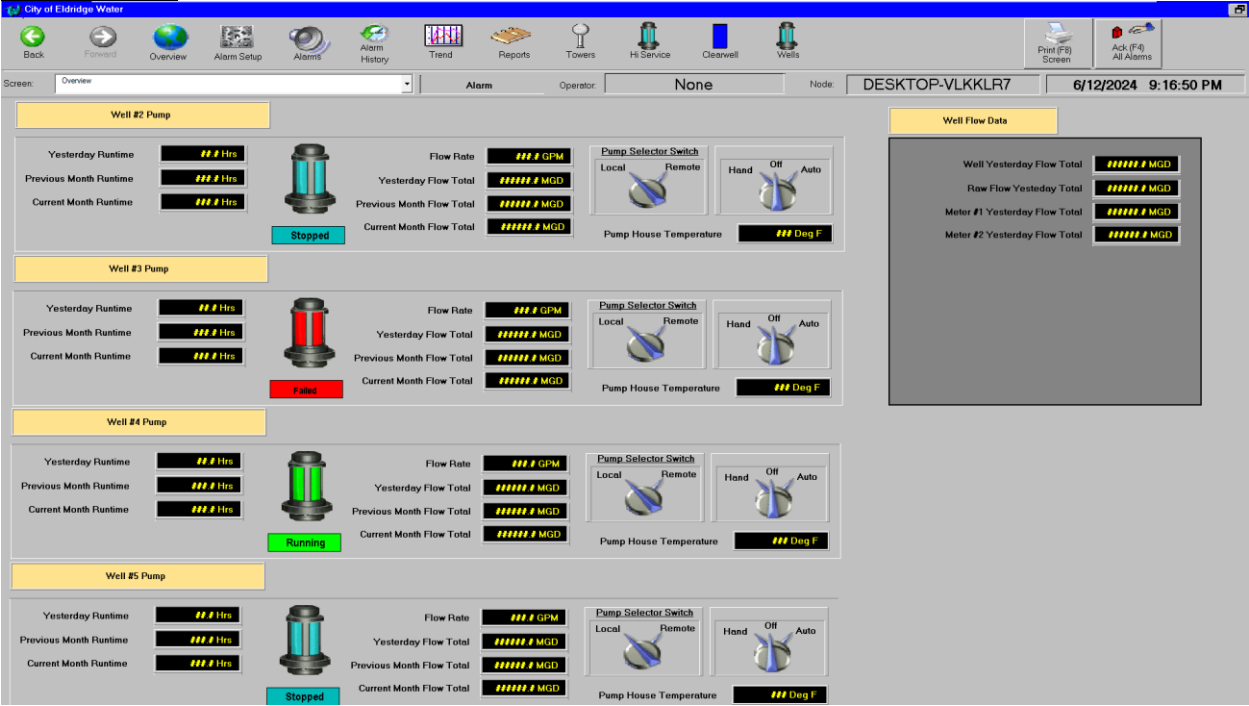 City of Eldridge Water
Back Forward Overview Alarm Setup Alarms Alarm History Trend Reports Towers Hi Service Clearwell Wells Print (F8) Screen Ack (F4) All Alarms
Screen: Overview Alarm Operator: None Node: DESKTOP-VLKKLR7 6/12/2024 9:16:50 PM
Well #2 Pump
Yesterday Runtime ##.# Hrs
Previous Month Runtime ###.# Hrs
Current Month Runtime ###.# Hrs
Stopped
Flow Rate ###.# GPM
Yesterday Flow Total ######.# MGD
Previous Month Flow Total ######.# MGD
Current Month Flow Total ######.# MGD
Pump Selector Switch
Local Remote
Hand Off Auto
Pump House Temperature ### Deg F
Well #3 Pump
Yesterday Runtime ##.# Hrs
Previous Month Runtime ###.# Hrs
Current Month Runtime ###.# Hrs
Failed
Flow Rate ###.# GPM
Yesterday Flow Total ######.# MGD
Previous Month Flow Total ######.# MGD
Current Month Flow Total ######.# MGD
Pump Selector Switch
Local Remote
Hand Off Auto
Pump House Temperature ### Deg F
Well #4 Pump
Yesterday Runtime ##.# Hrs
Previous Month Runtime ###.# Hrs
Current Month Runtime ###.# Hrs
Running
Flow Rate ###.# GPM
Yesterday Flow Total ######.# MGD
Previous Month Flow Total ######.# MGD
Current Month Flow Total ######.# MGD
Pump Selector Switch
Local Remote
Hand Off Auto
Pump House Temperature ### Deg F
Well #5 Pump
Yesterday Runtime ##.# Hrs
Previous Month Runtime ###.# Hrs
Current Month Runtime ###.# Hrs
Stopped
Flow Rate ###.# GPM
Yesterday Flow Total ######.# MGD
Previous Month Flow Total ######.# MGD
Current Month Flow Total ######.# MGD
Pump Selector Switch
Local Remote
Hand Off Auto
Pump House Temperature ### Deg F
Well Flow Data
Well Yesterday Flow Total ######.# MGD
Raw Flow Yesteday Total ######.# MGD
Meter #1 Yesterday Flow Total ######.# MGD
Meter #2 Yesterday Flow Total ######.# MGD